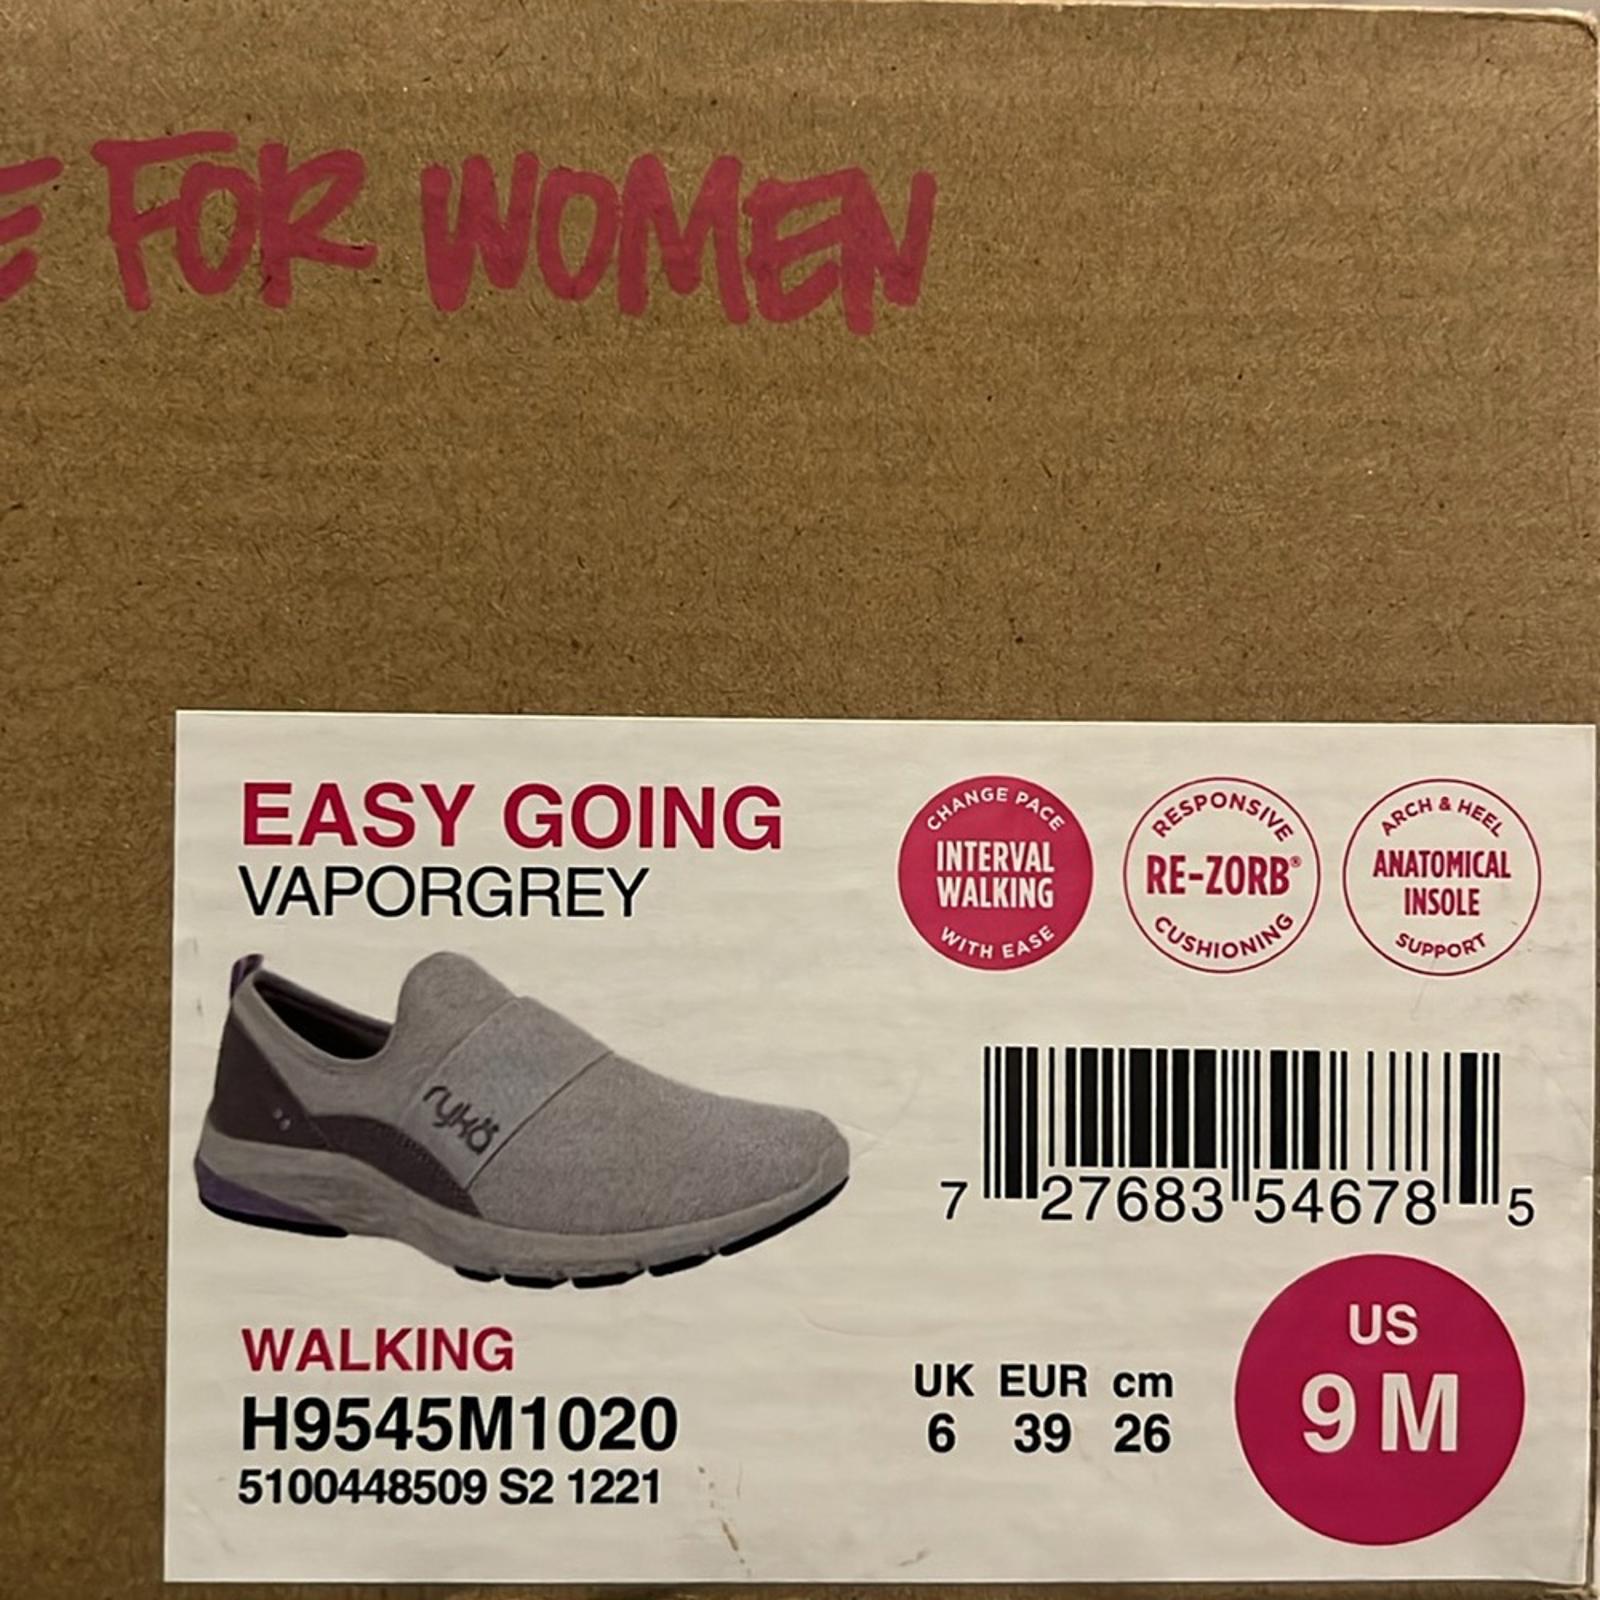 E FOR WOMEN
EASY GOING
VAPORGREY
CHANGE PACE
INTERVAL
WALKING
WITH EASE
RESPONSIVE
RE-ZORB®
CUSHIONING
ARCH & HEEL
ANATOMICAL
INSOLE
SUPPORT
rykä
7 27683 54678 5
WALKING
H9545M1020
5100448509 S2 1221
UK EUR cm
6 39 26
US
9 M